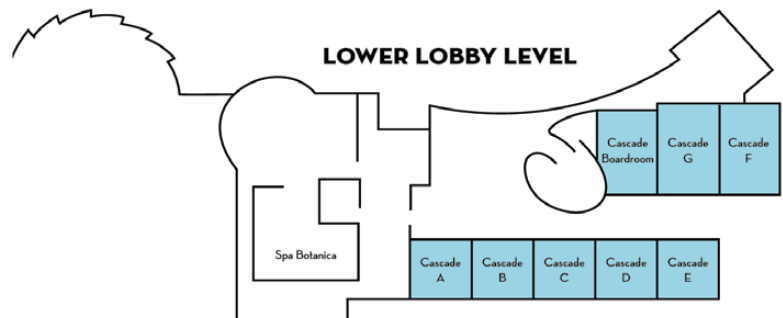 LOWER LOBBY LEVEL
Cascade
Boardroom
Cascade
G
Cascade
F
Spa Botanica
Cascade
A
Cascade
B
Cascade
C
Cascade
D
Cascade
E